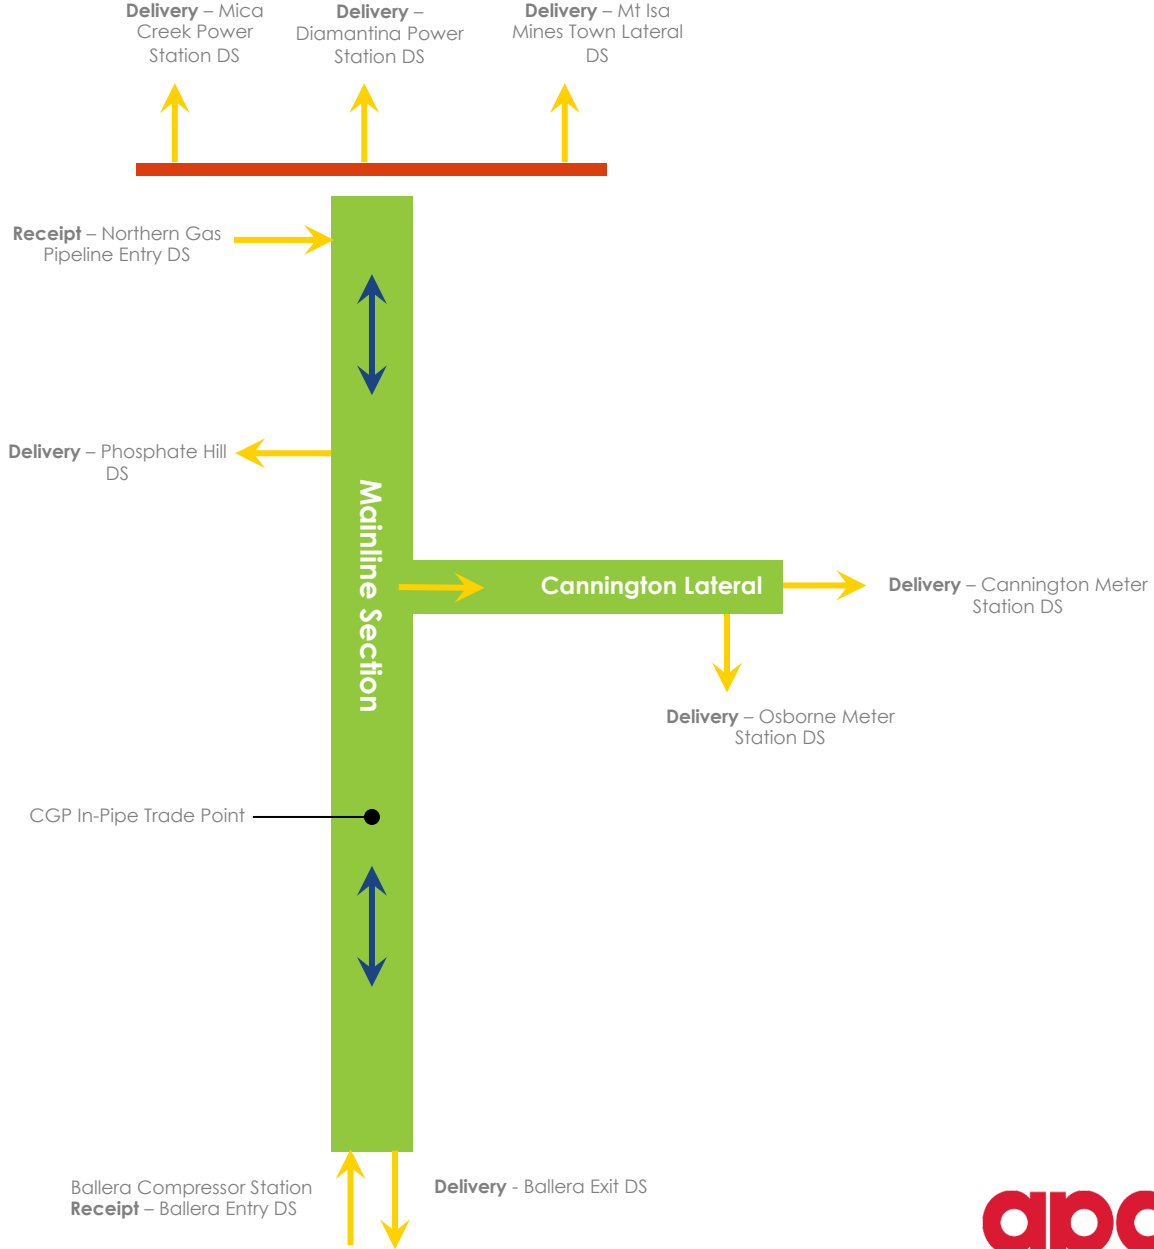 Delivery – Mica
Creek Power
Station DS
Delivery –
Diamantina Power
Station DS
Delivery – Mt Isa
Mines Town Lateral
DS
Receipt – Northern Gas
Pipeline Entry DS
Delivery – Phosphate Hill
DS
Mainline Section
Cannington Lateral
Delivery – Cannington Meter
Station DS
Delivery – Osborne Meter
Station DS
CGP In-Pipe Trade Point
Ballera Compressor Station
Receipt – Ballera Entry DS
Delivery - Ballera Exit DS